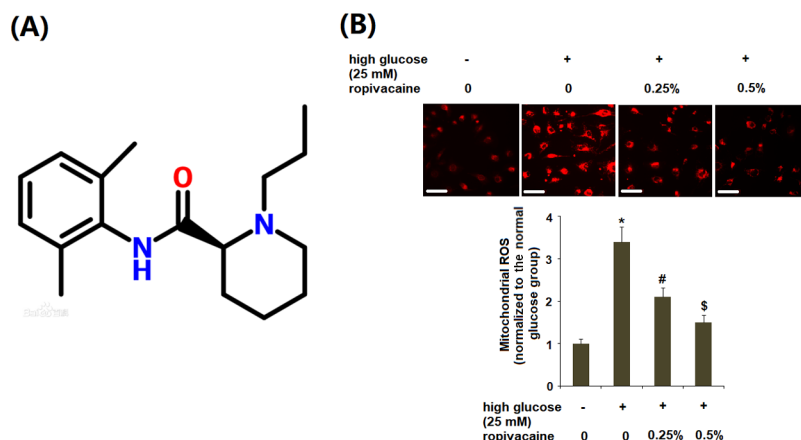 (A)
O
N
H
N
(B)
high glucose - + + +
(25 mM)
ropivacaine 0 0 0.25% 0.5%
Mitochondrial ROS
(normalized to the normal
glucose group)
4
3
2
1
0
*
#
$
high glucose - + + +
(25 mM)
ropivacaine 0 0 0.25% 0.5%